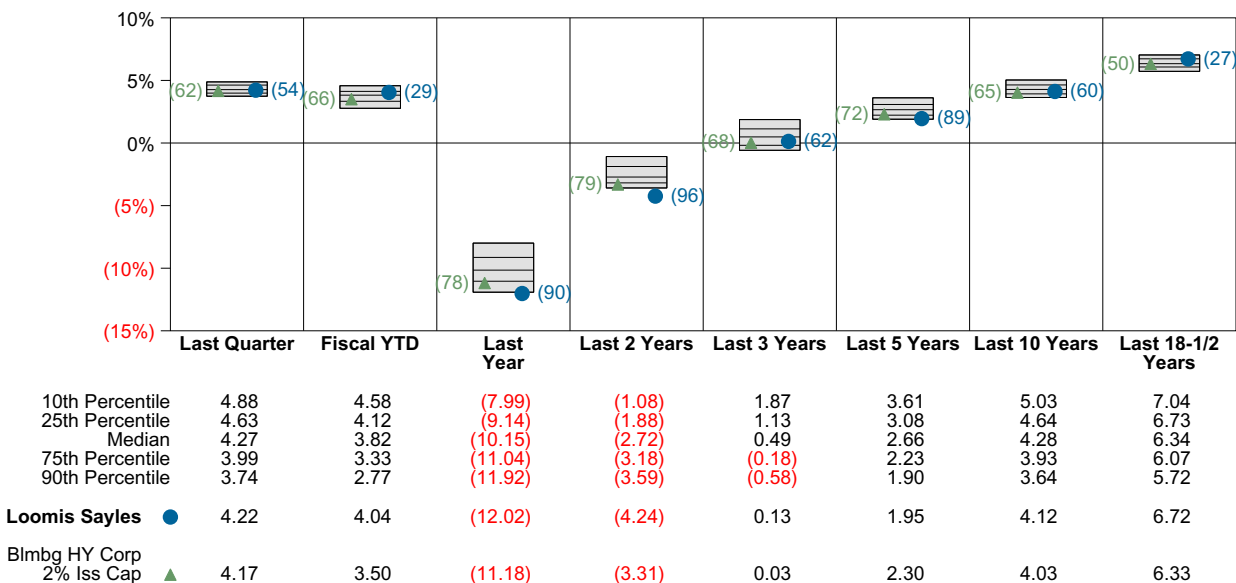 10%
5%
0%
(5%)
(10%)
(15%)
(62) (54)
(66) (29)
(78) (90)
(79) (96)
(68) (62)
(72) (89)
(65) (60)
(50) (27)
Last Quarter Fiscal YTD Last Year Last 2 Years Last 3 Years Last 5 Years Last 10 Years Last 18-1/2 Years
10th Percentile 4.88 4.58 (7.99) (1.08) 1.87 3.61 5.03 7.04
25th Percentile 4.63 4.12 (9.14) (1.88) 1.13 3.08 4.64 6.73
Median 4.27 3.82 (10.15) (2.72) 0.49 2.66 4.28 6.34
75th Percentile 3.99 3.33 (11.04) (3.18) (0.18) 2.23 3.93 6.07
90th Percentile 3.74 2.77 (11.92) (3.59) (0.58) 1.90 3.64 5.72
Loomis Sayles 4.22 4.04 (12.02) (4.24) 0.13 1.95 4.12 6.72
Blmbg HY Corp
2% Iss Cap 4.17 3.50 (11.18) (3.31) 0.03 2.30 4.03 6.33